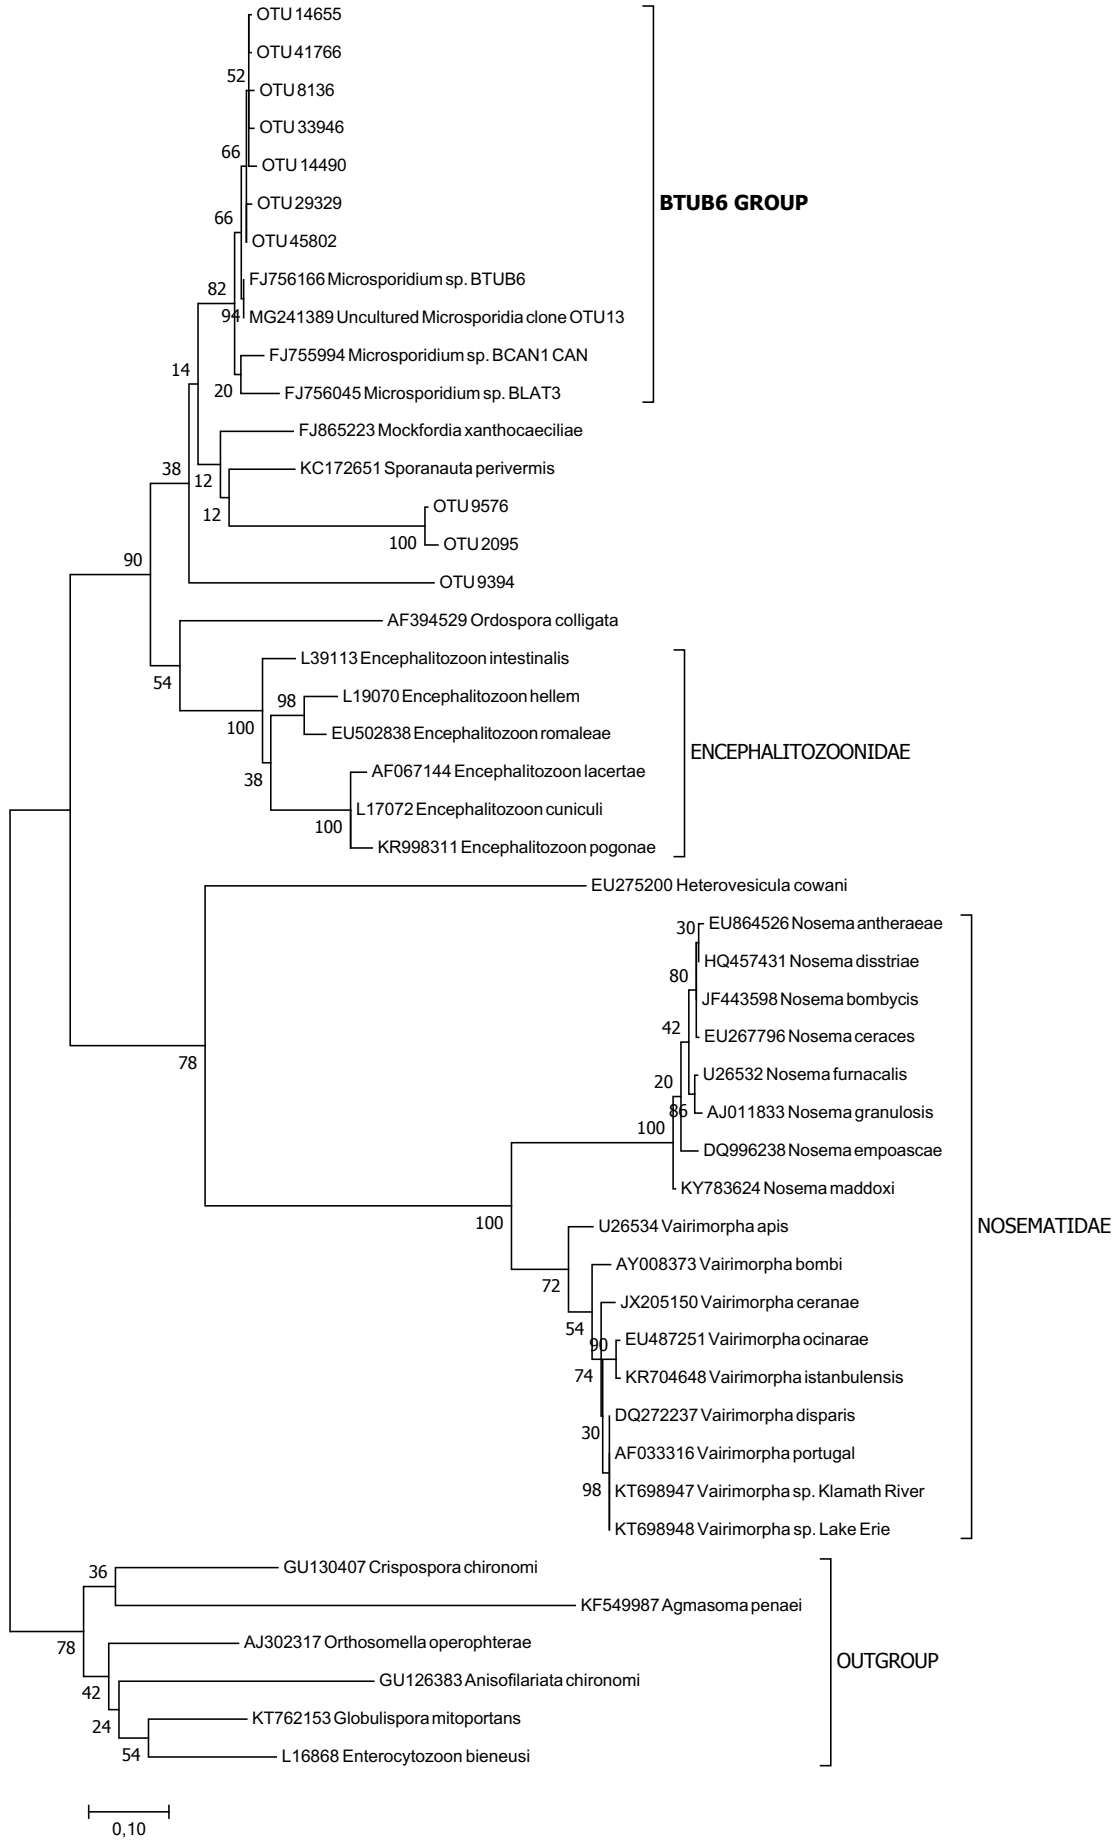 OTU 14655
OTU 41766
52
OTU 8136
OTU 33946
66
OTU 14490
OTU 29329
BTUB6 GROUP
66
OTU 45802
FJ756166 Microsporidium sp. BTUB6
82
94
MG241389 Uncultured Microsporidia clone OTU13
FJ755994 Microsporidium sp. BCAN1 CAN
14
20
FJ756045 Microsporidium sp. BLAT3
FJ865223 Mockfordia xanthocaeciliae
38
KC172651 Sporanauta perivermis
12
OTU 9576
12
100
OTU 2095
90
OTU 9394
AF394529 Ordospora colligata
L39113 Encephalitozoon intestinalis
54
98
L19070 Encephalitozoon hellem
100
EU502838 Encephalitozoon romaleae
ENCEPHALITOZOONIDAE
AF067144 Encephalitozoon lacertae
38
L17072 Encephalitozoon cuniculi
100
KR998311 Encephalitozoon pogonae
EU275200 Heterovesicula cowani
30
EU864526 Nosema antheraeae
HQ457431 Nosema disstriae
80
JF443598 Nosema bombycis
42
EU267796 Nosema ceraces
78
20
U26532 Nosema furnacalis
86
AJ011833 Nosema granulosis
100
DQ996238 Nosema empoascae
KY783624 Nosema maddoxi
100
U26534 Vairimorpha apis
NOSEMATIDAE
AY008373 Vairimorpha bombi
72
JX205150 Vairimorpha ceranae
54
90
EU487251 Vairimorpha ocinarae
74
KR704648 Vairimorpha istanbulensis
DQ272237 Vairimorpha disparis
30
AF033316 Vairimorpha portugal
98
KT698947 Vairimorpha sp. Klamath River
KT698948 Vairimorpha sp. Lake Erie
36
GU130407 Crispospora chironomi
KF549987 Agmasoma penaei
78
AJ302317 Orthosomella operophterae
OUTGROUP
42
GU126383 Anisofilariata chironomi
24
KT762153 Globulispora mitoportans
54
L16868 Enterocytozoon bieneusi
0,10